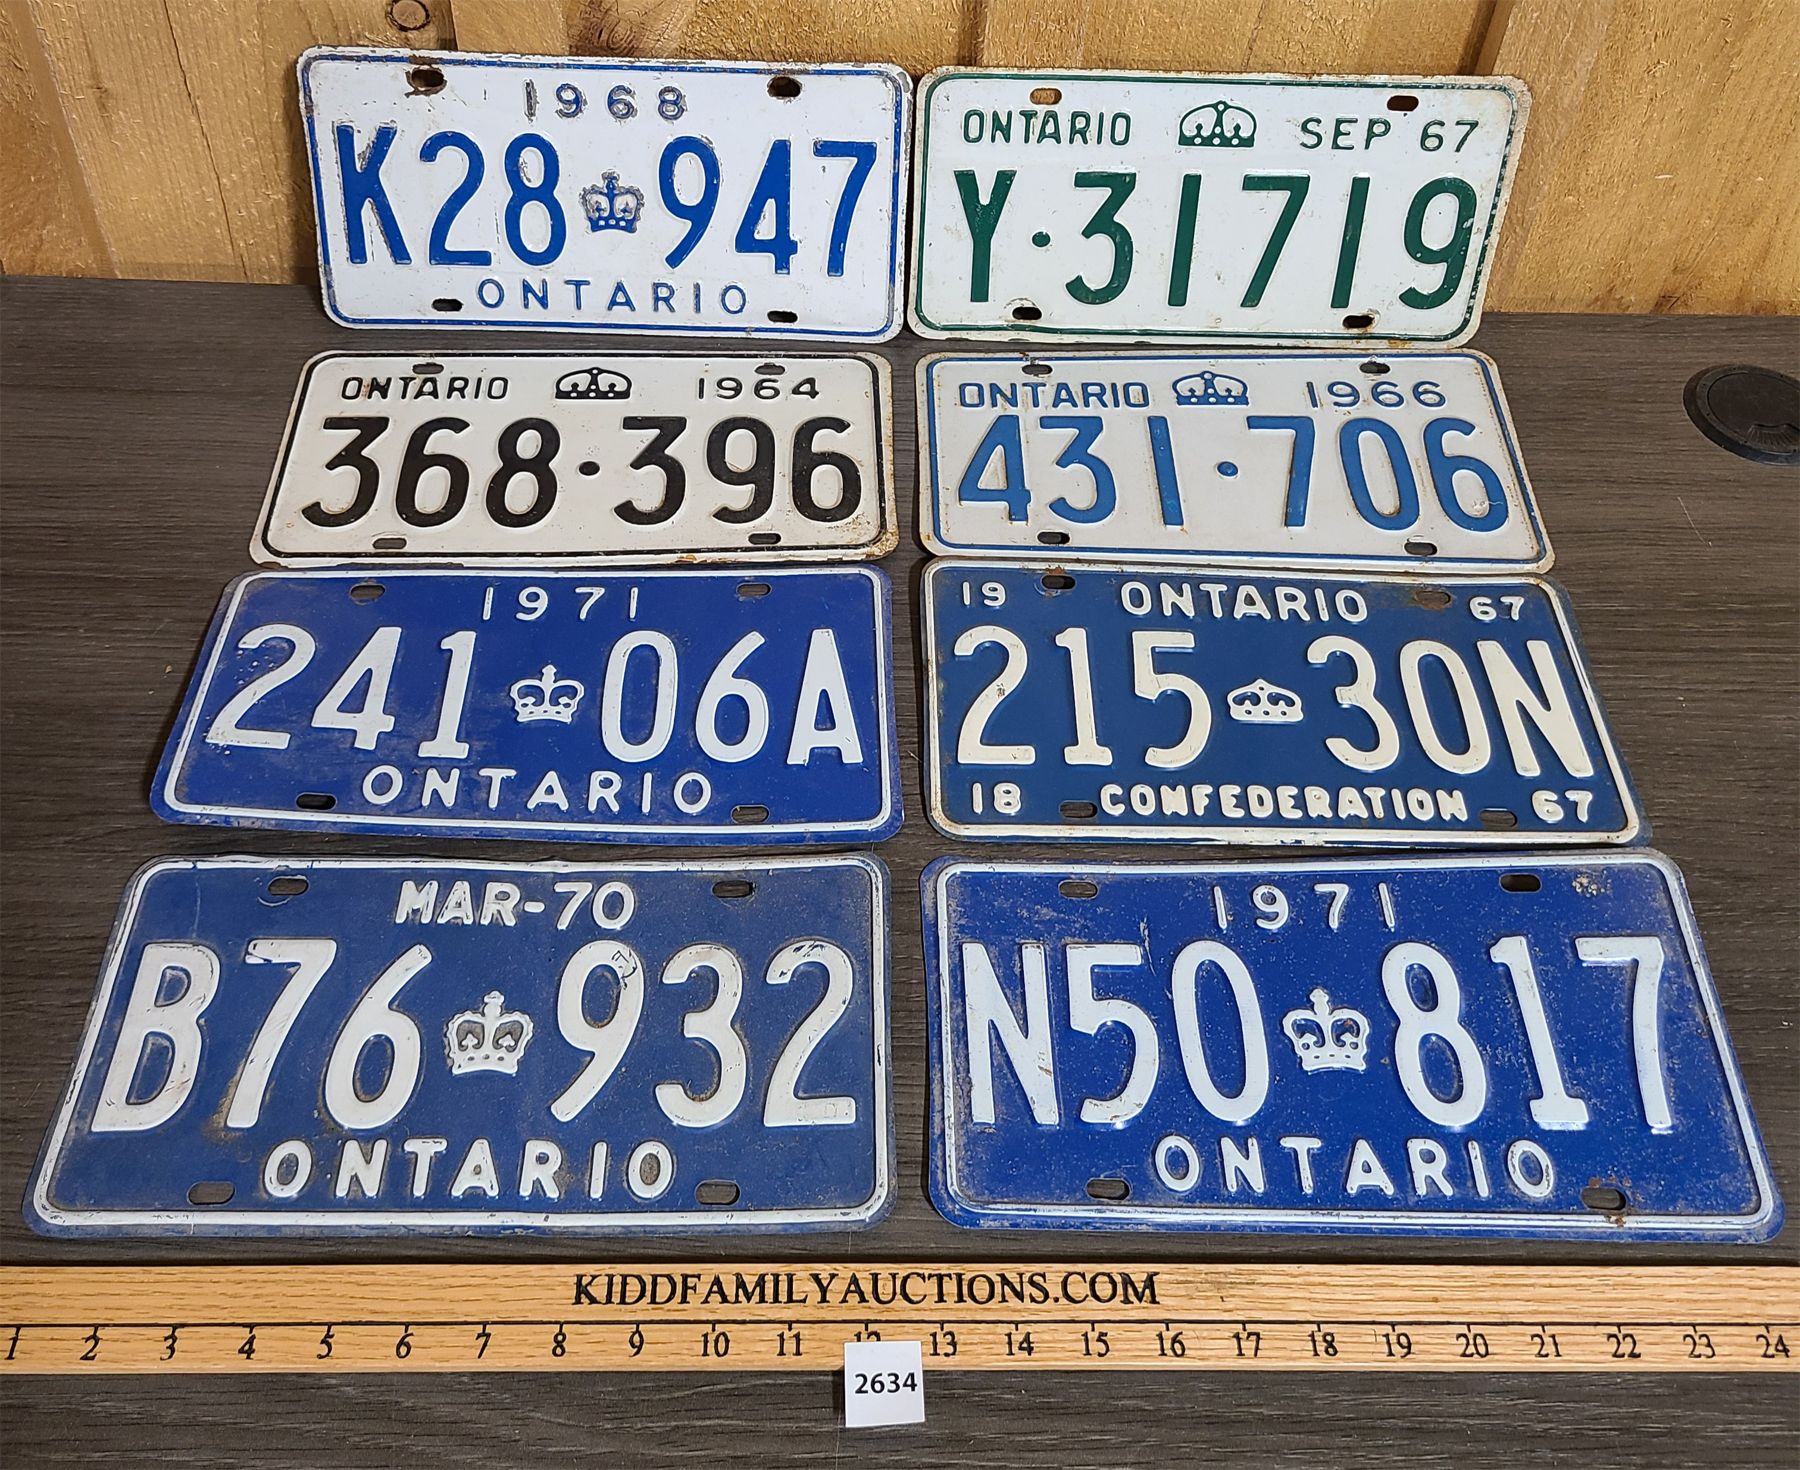 1968
K28 947
ONTARIO
ONTARIO SEP 67
Y·31719
ONTARIO 1964
368·396
ONTARIO 1966
431·706
1971
241 06A
ONTARIO
19 ONTARIO 67
215 30N
18 CONFEDERATION 67
MAR-70
B76 932
ONTARIO
1971
N50 817
ONTARIO
KIDDFAMILYAUCTIONS.COM
1 2 3 4 5 6 7 8 9 10 11 12 13 14 15 16 17 18 19 20 21 22 23 24
2634